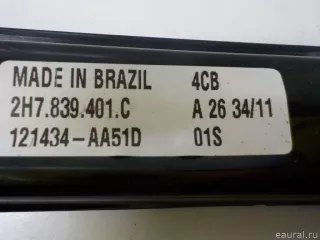 MADE IN BRAZIL 4CB
2H7.839.401.C A 26 34/11
121434-AA51D 01S
© eaural.ru